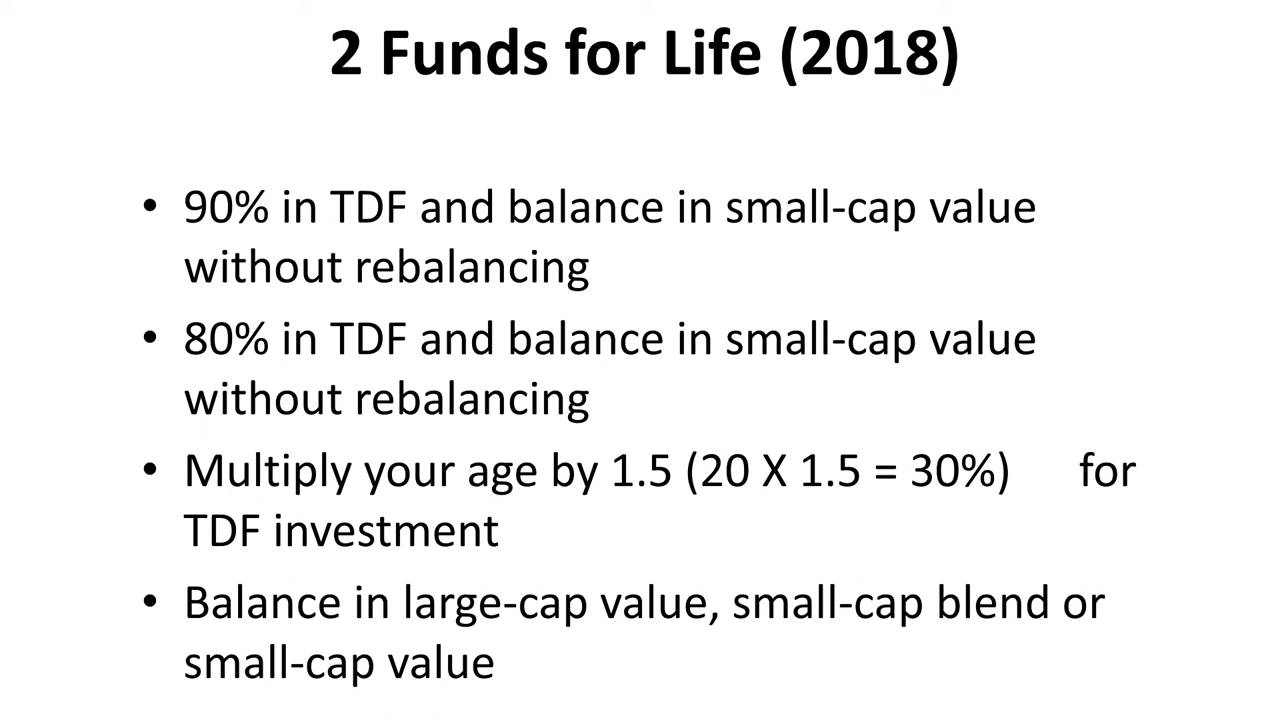 2 Funds for Life (2018)
• 90% in TDF and balance in small-cap value
without rebalancing
• 80% in TDF and balance in small-cap value
without rebalancing
• Multiply your age by 1.5 (20 X 1.5 = 30%) for
TDF investment
• Balance in large-cap value, small-cap blend or
small-cap value